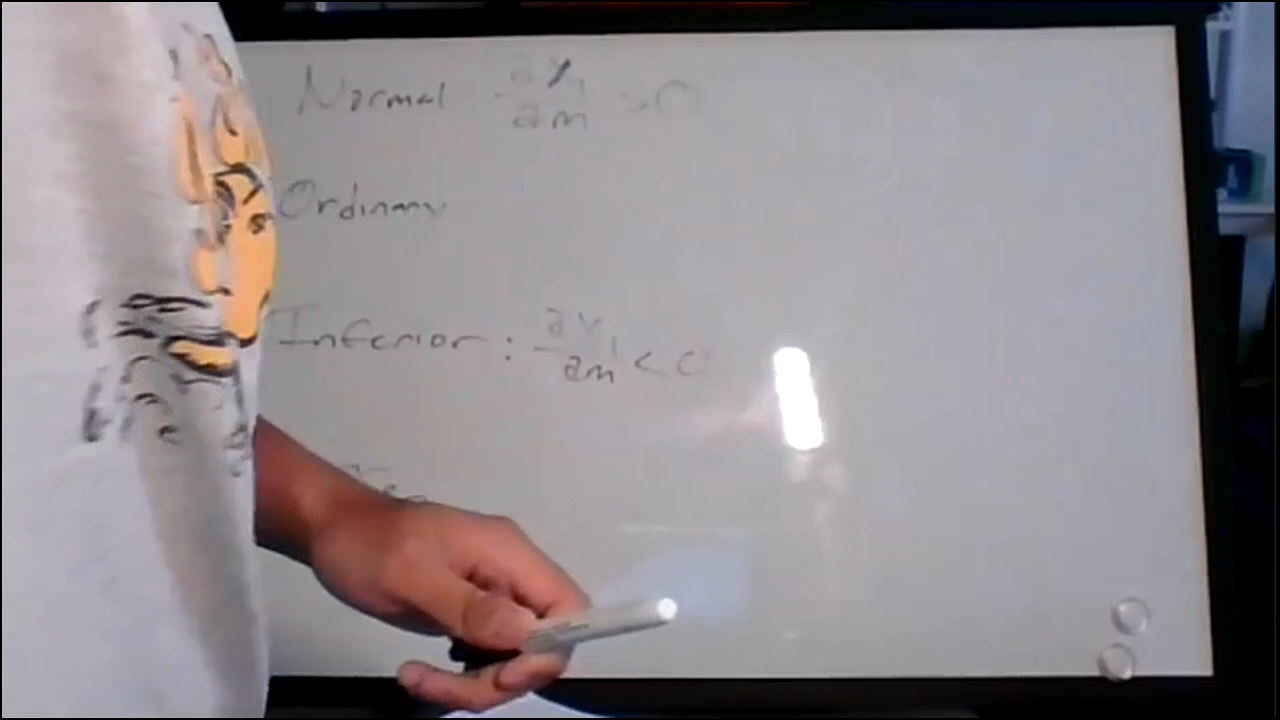 Normal ∂x₁/∂m >0
Ordinary
Inferior : ∂x₁/∂m < 0